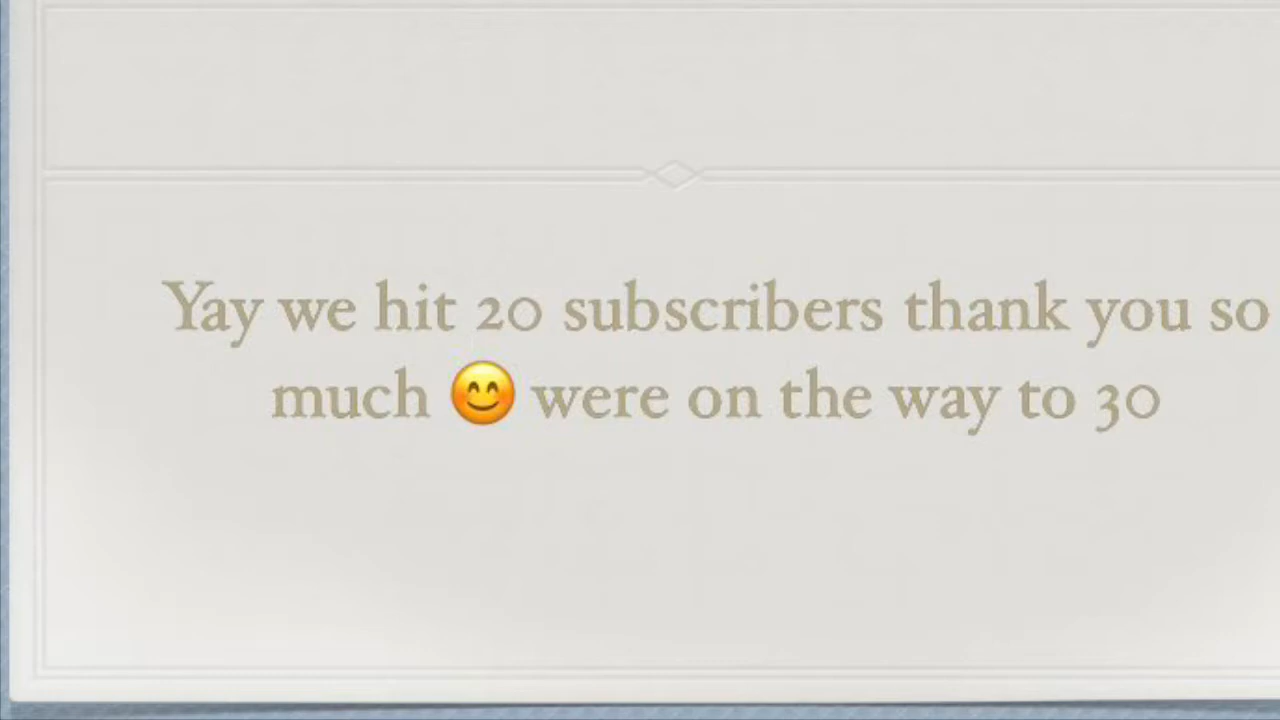 Yay we hit 20 subscribers thank you so
much 😊 were on the way to 30